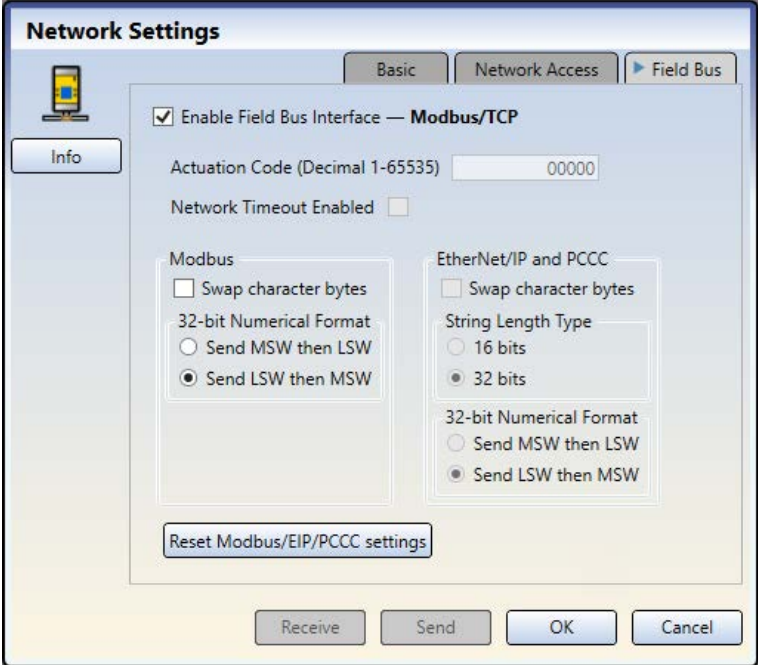 Network Settings
Basic
Network Access
Field Bus
Info
Enable Field Bus Interface — Modbus/TCP
Actuation Code (Decimal 1-65535) 00000
Network Timeout Enabled
Modbus
Swap character bytes
32-bit Numerical Format
Send MSW then LSW
Send LSW then MSW
EtherNet/IP and PCCC
Swap character bytes
String Length Type
16 bits
32 bits
32-bit Numerical Format
Send MSW then LSW
Send LSW then MSW
Reset Modbus/EIP/PCCC settings
Receive
Send
OK
Cancel